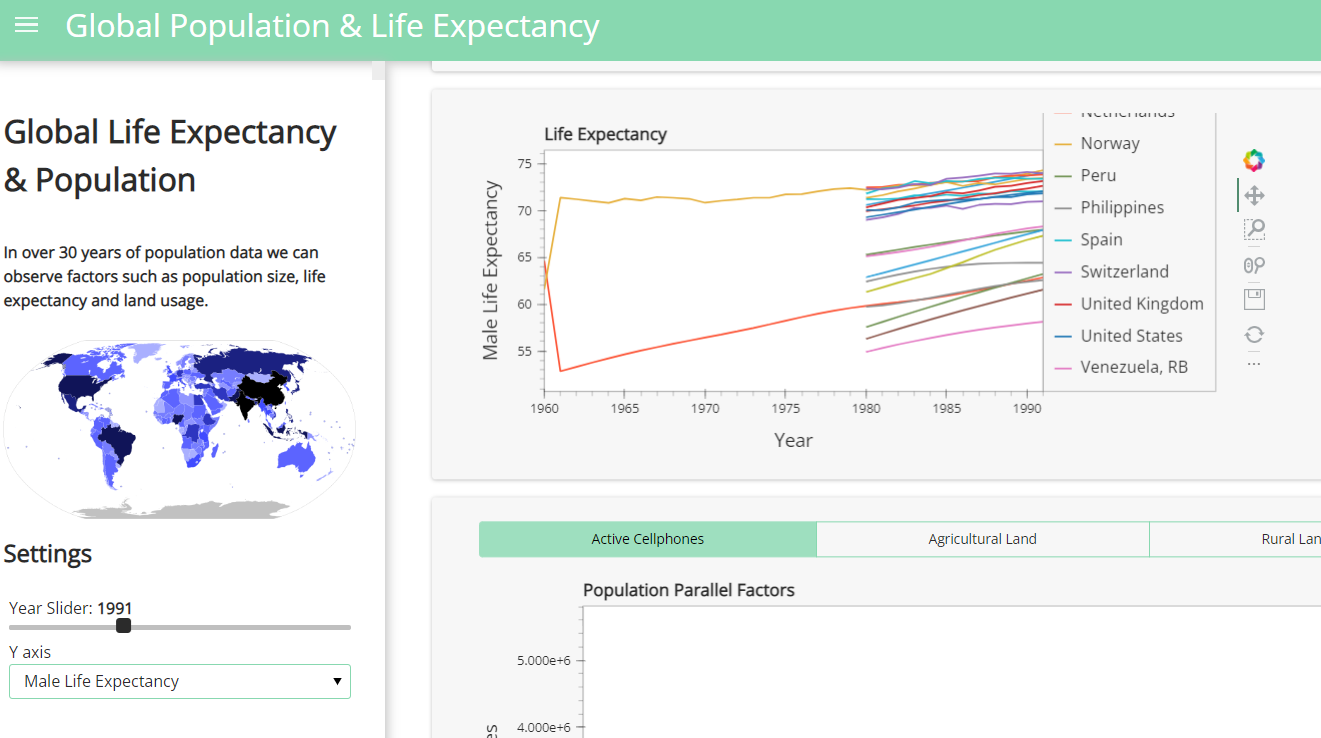 Global Population & Life Expectancy
Global Life Expectancy
& Population
In over 30 years of population data we can
observe factors such as population size, life
expectancy and land usage.
Settings
Year Slider: 1991
Y axis
Male Life Expectancy
Life Expectancy
Male Life Expectancy
75
70
65
60
55
1960
1965
1970
1975
1980
1985
1990
Year
Netherlands
Norway
Peru
Philippines
Spain
Switzerland
United Kingdom
United States
Venezuela, RB
Active Cellphones
Agricultural Land
Rural Lan
Population Parallel Factors
5.000e+6
4.000e+6
es